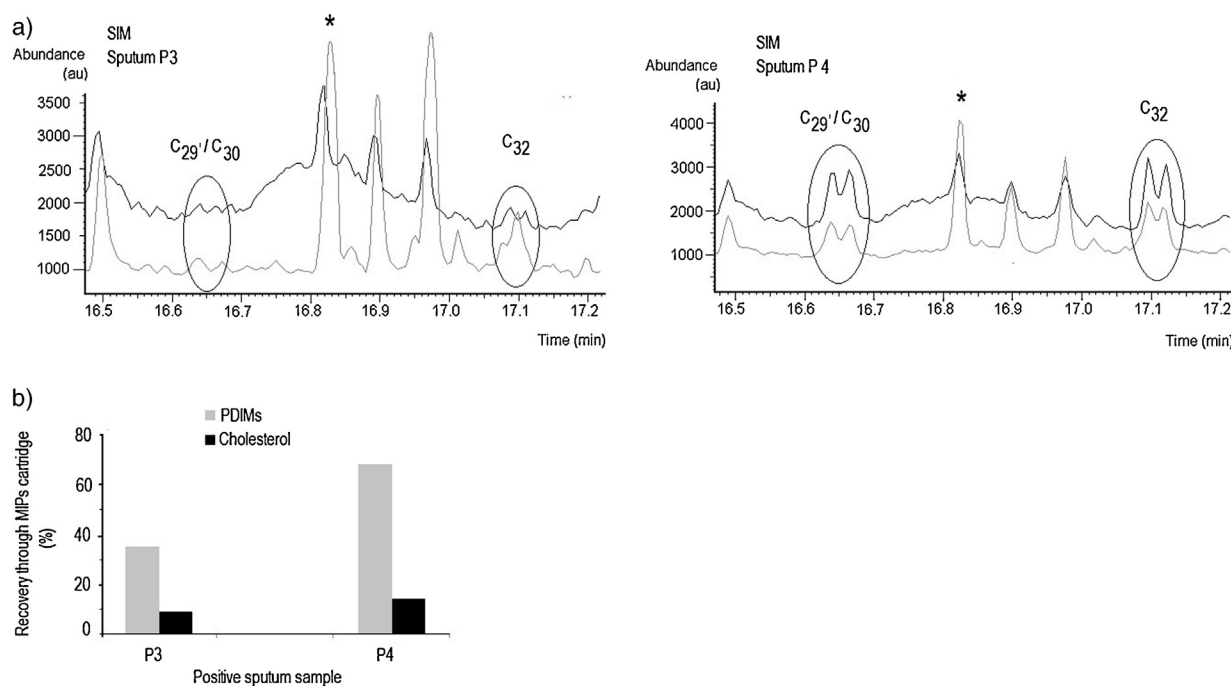 a)
SIM
Sputum P3
Abundance
(au)
*
C29'/C30
C32
3500
3000
2500
2000
1500
1000
16.5 16.6 16.7 16.8 16.9 17.0 17.1 17.2
Time (min)
SIM
Sputum P 4
Abundance
(au)
*
C29'/C30
C32
4000
3000
2000
1000
16.5 16.6 16.7 16.8 16.9 17.0 17.1 17.2
Time (min)
b)
PDIMs
Cholesterol
Recovery through MIPs cartridge
(%)
80
60
40
20
0
P3 P4
Positive sputum sample